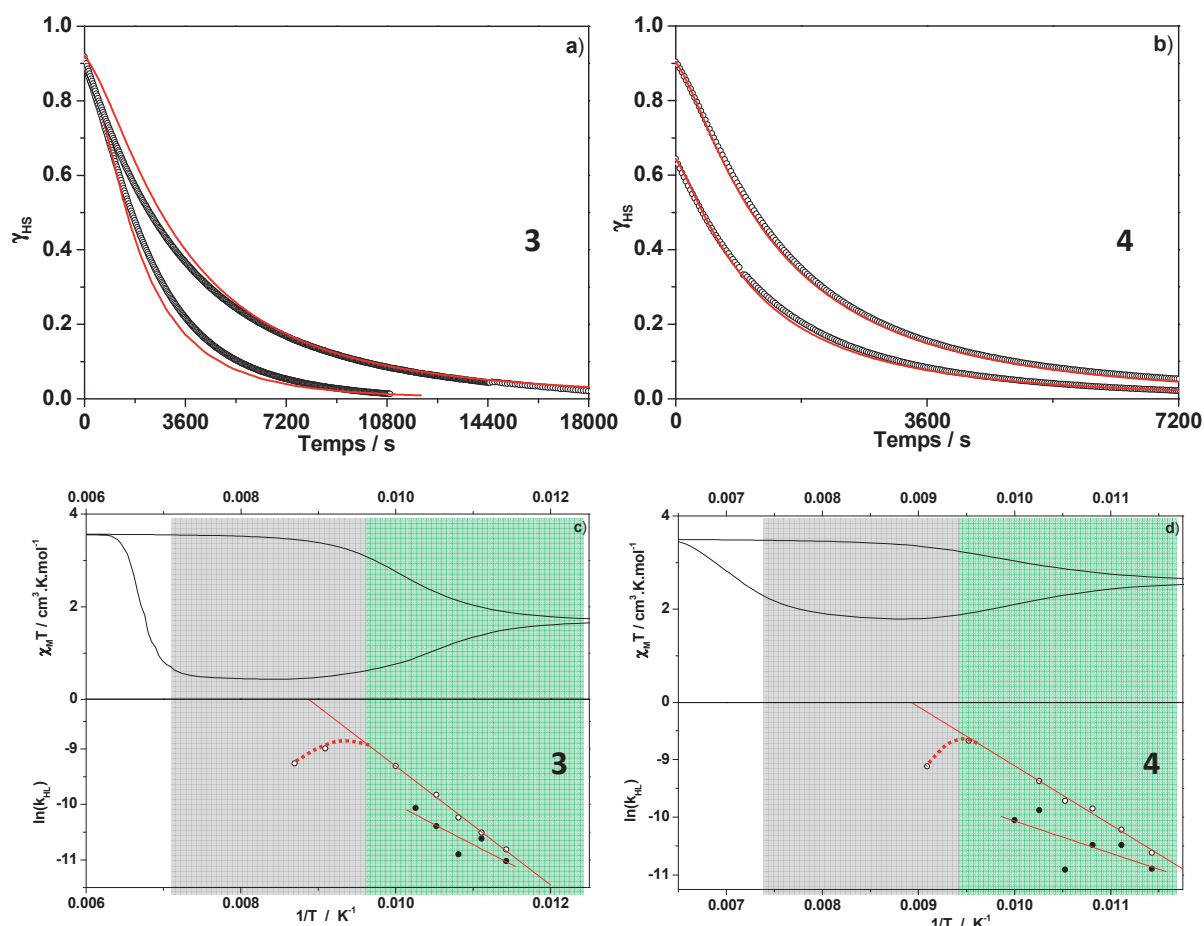 a)
1.0
0.8
0.6
0.4
0.2
0.0
γHS
3
0 3600 7200 10800 14400 18000
Temps / s
b)
1.0
0.8
0.6
0.4
0.2
0.0
γHS
4
0 3600 7200
Temps / s
0.006 0.008 0.010 0.012
c)
4
2
0
χMT / cm³.K.mol⁻¹
-9
-10
-11
ln(kHL)
3
0.006 0.008 0.010 0.012
1/T / K⁻¹
0.007 0.008 0.009 0.010 0.011
d)
4
2
0
χMT / cm³.K.mol⁻¹
-9
-10
-11
ln(kHL)
4
0.007 0.008 0.009 0.010 0.011
1/T / K⁻¹